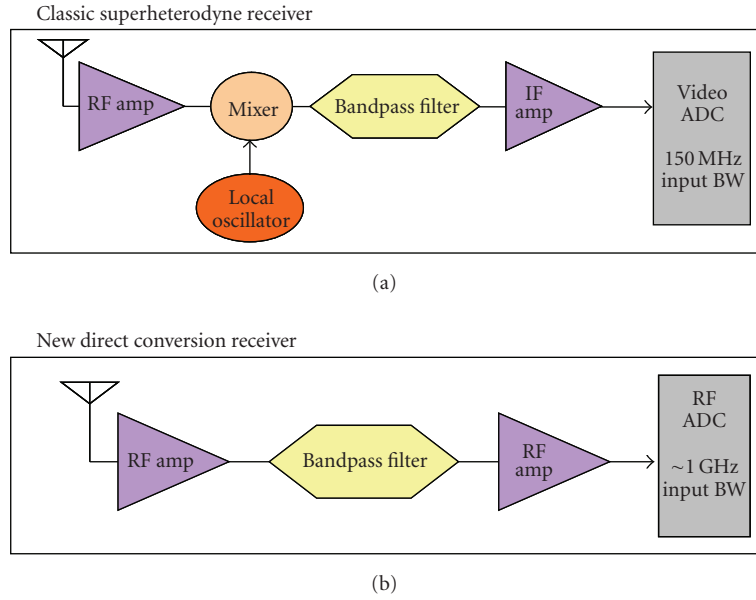 Classic superheterodyne receiver
RF amp
Mixer
Bandpass filter
IF
amp
Video
ADC
150 MHz
input BW
Local
oscillator
(a)
New direct conversion receiver
RF amp
Bandpass filter
RF
amp
RF
ADC
~1 GHz
input BW
(b)